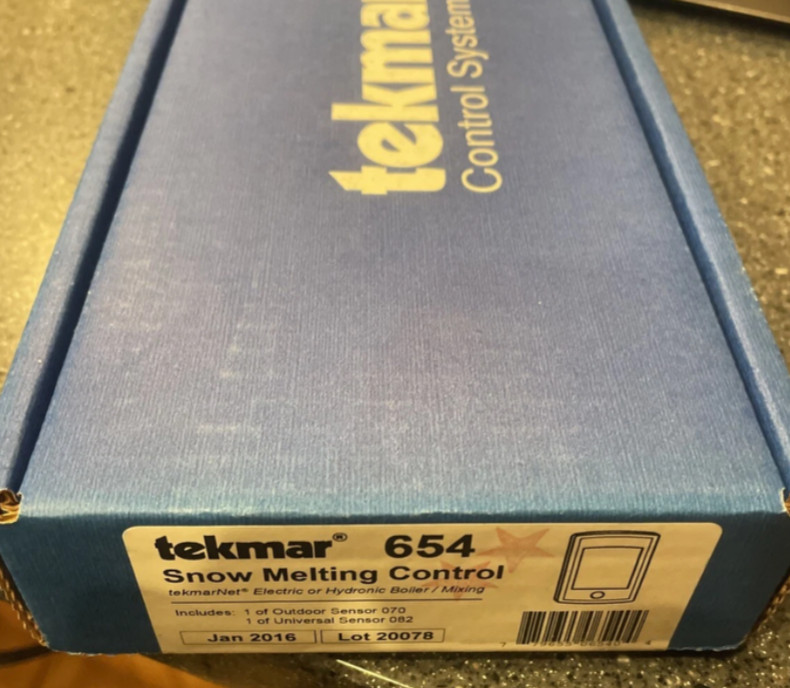 tekmar
Control System
tekmar® 654
Snow Melting Control
tekmarNet® Electric or Hydronic Boiler / Mixing
Includes: 1 of Outdoor Sensor 070
1 of Universal Sensor 082
Jan 2016 Lot 20078